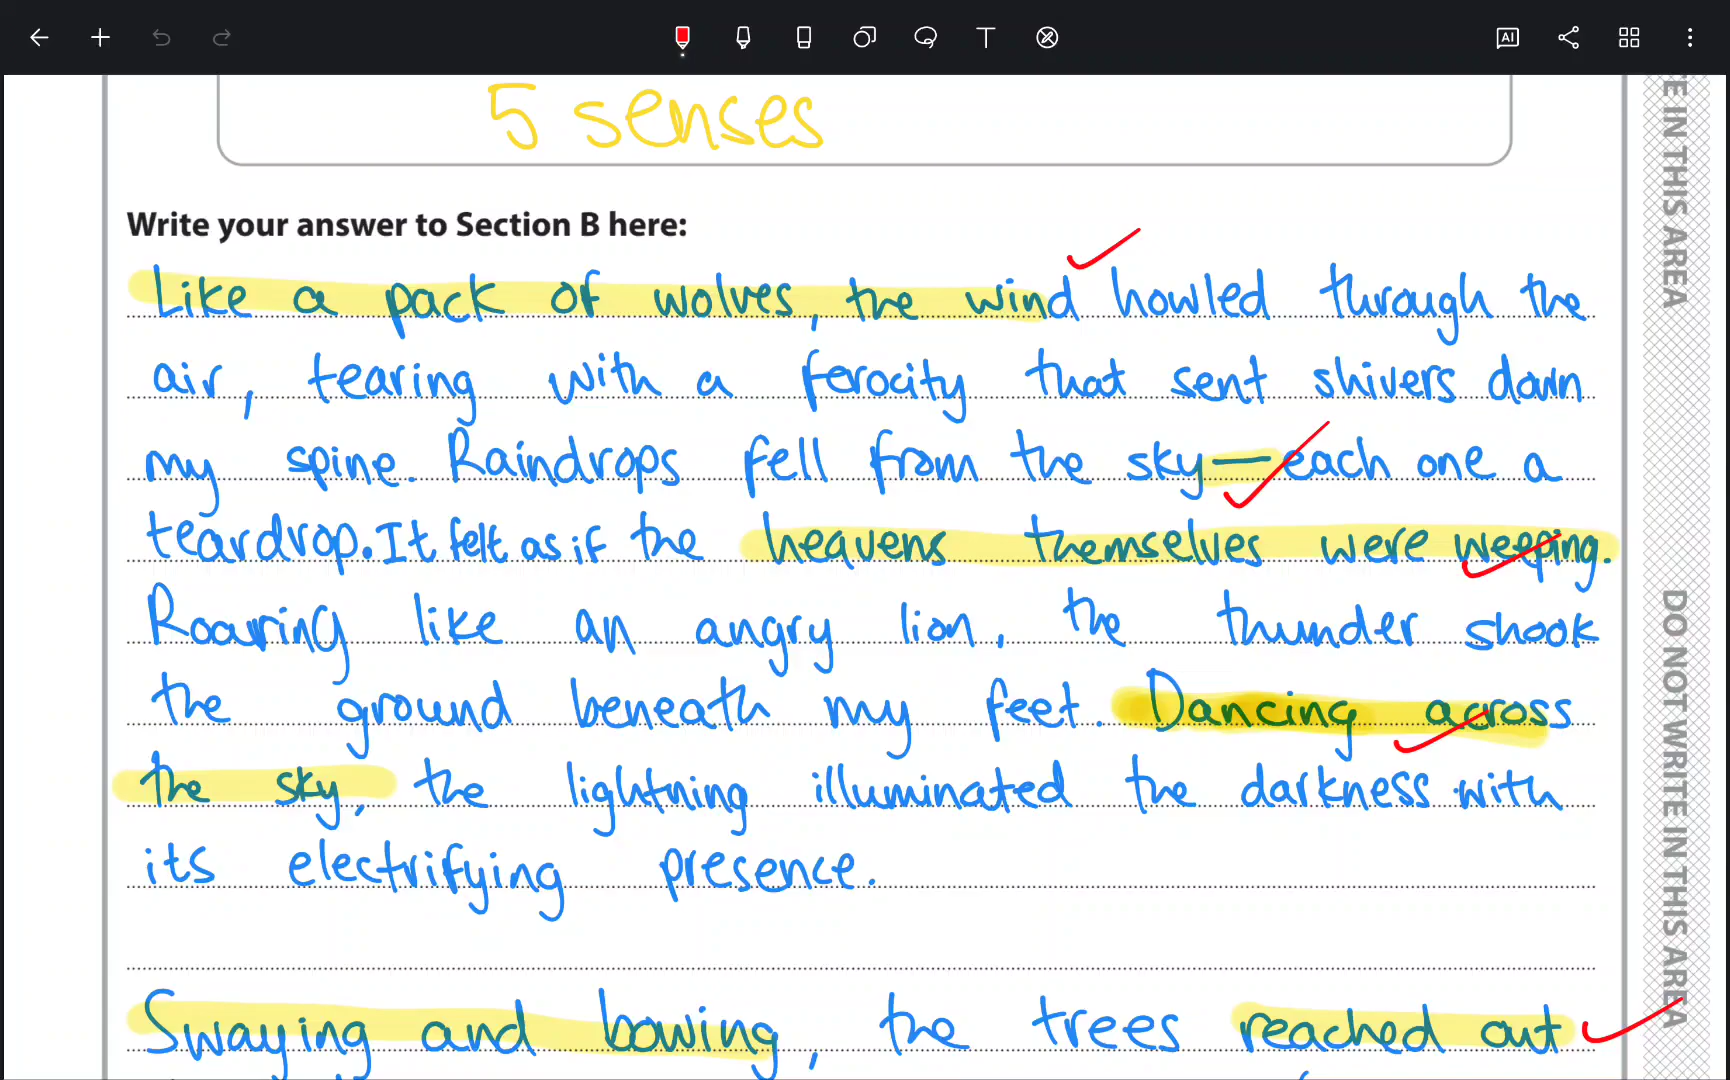 AI
5 senses
Write your answer to Section B here:
Like a pack of wolves, the wind howled through the
air, tearing with a ferocity that sent shivers down
my spine. Raindrops fell from the sky—each one a
teardrop. It felt as if the heavens themselves were weeping.
Roaring like an angry lion, the thunder shook
the ground beneath my feet. Dancing across
the sky, the lightning illuminated the darkness with
its electrifying presence.
Swaying and bowing, the trees reached out
E IN THIS AREA
DO NOT WRITE IN THIS AREA